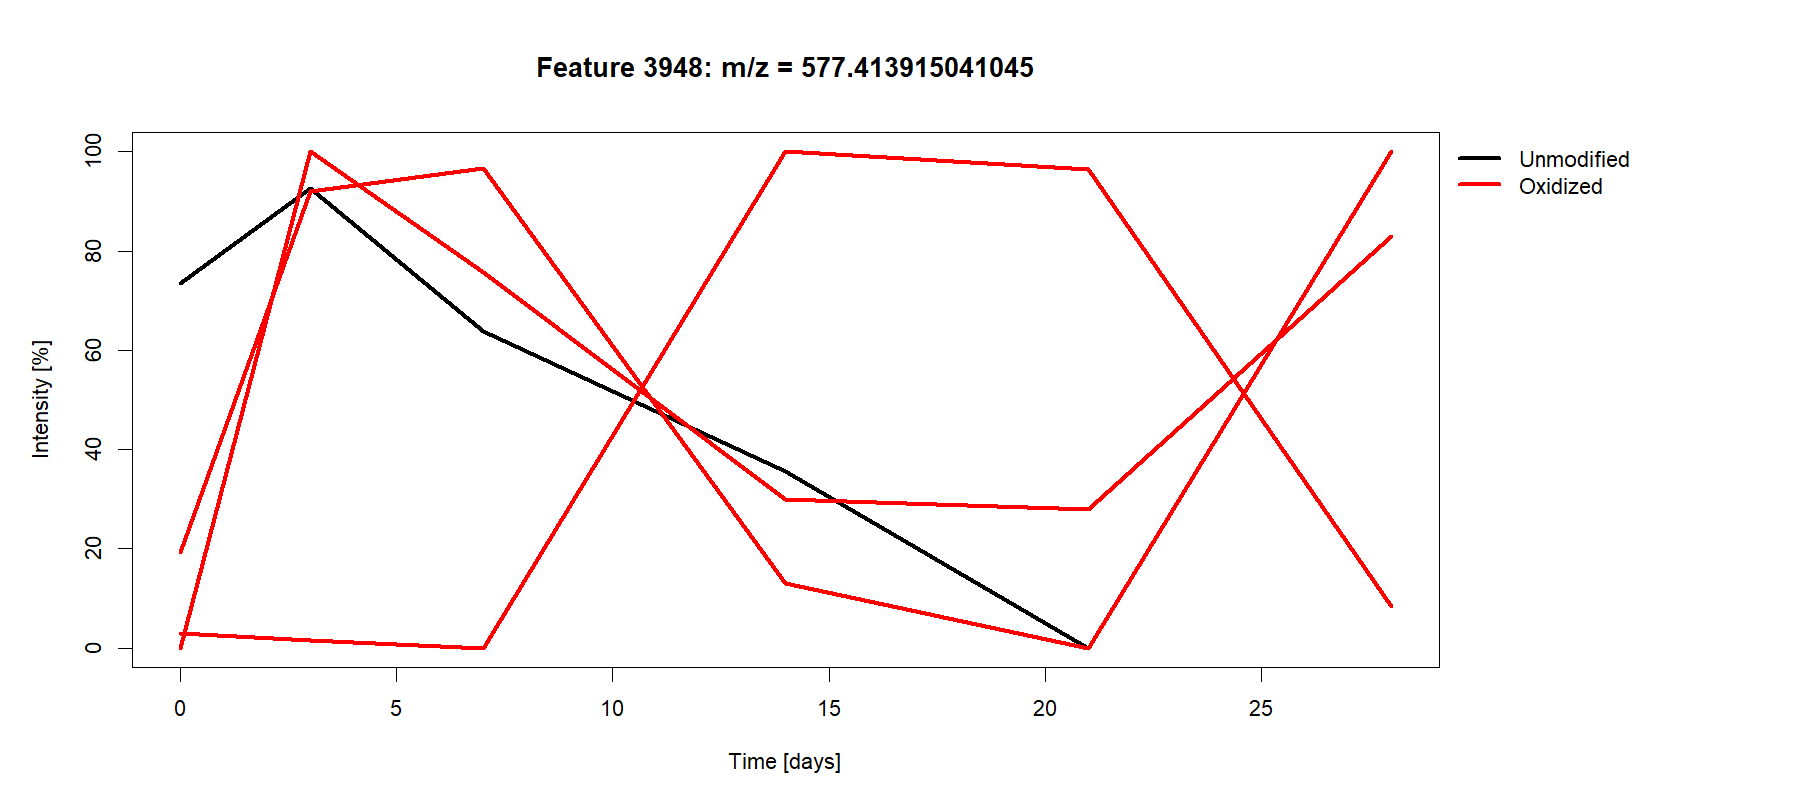 Feature 3948: m/z = 577.413915041045
Unmodified
Oxidized
Intensity [%]
100
80
60
40
20
0
0 5 10 15 20 25
Time [days]